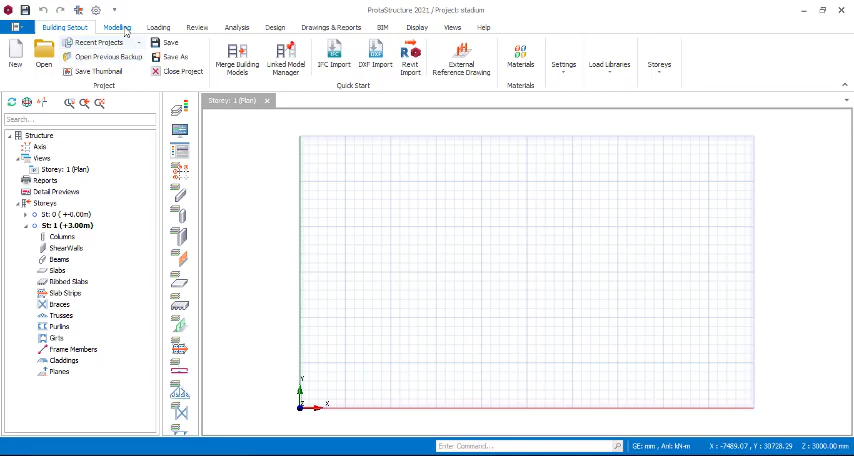 ProtaStructure 2021 / Project: stadium
Building Setout Modelling Loading Review Analysis Design Drawings & Reports BIM Display Views Help
New
Open
Recent Projects
Open Previous Backup
Save Thumbnail
Save
Save As
Close Project
Merge Building Models
Linked Model Manager
IFC Import
DXF Import
Revit Import
External Reference Drawing
Materials
Settings
Load Libraries
Storeys
Project
Quick Start
Materials
Storey: 1 (Plan)
Search...
Structure
Axis
Views
Storey: 1 (Plan)
Reports
Detail Previews
Storeys
St: 0 ( +-0.00m)
St: 1 (+3.00m)
Columns
ShearWalls
Beams
Slabs
Ribbed Slabs
Slab Strips
Braces
Trusses
Purlins
Girts
Frame Members
Claddings
Planes
Y
Z
X
Enter Command...
GE: mm , Anl: kN-m
X : -7489.07 , Y : 30728.29
Z : 3000.00 mm